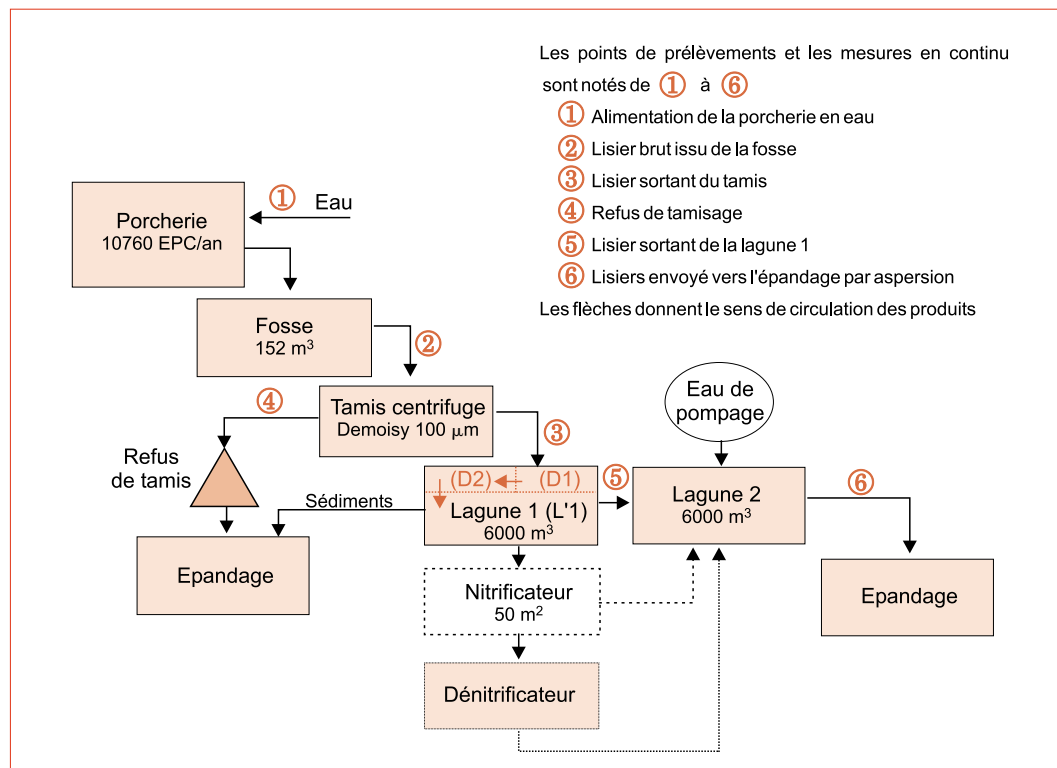 Les points de prélèvements et les mesures en continu
sont notés de ① à ⑥
① Alimentation de la porcherie en eau
② Lisier brut issu de la fosse
③ Lisier sortant du tamis
④ Refus de tamisage
⑤ Lisier sortant de la lagune 1
⑥ Lisiers envoyé vers l'épandage par aspersion
Les flèches donnent le sens de circulation des produits
①
Eau
Porcherie
10760 EPC/an
Fosse
152 m³
②
④
Tamis centrifuge
Demoisy 100 µm
③
Refus
de tamis
Eau de
pompage
(D2)
(D1)
Sédiments
Lagune 1 (L'1)
6000 m³
⑤
Lagune 2
6000 m³
⑥
Epandage
Nitrificateur
50 m²
Epandage
Dénitrificateur